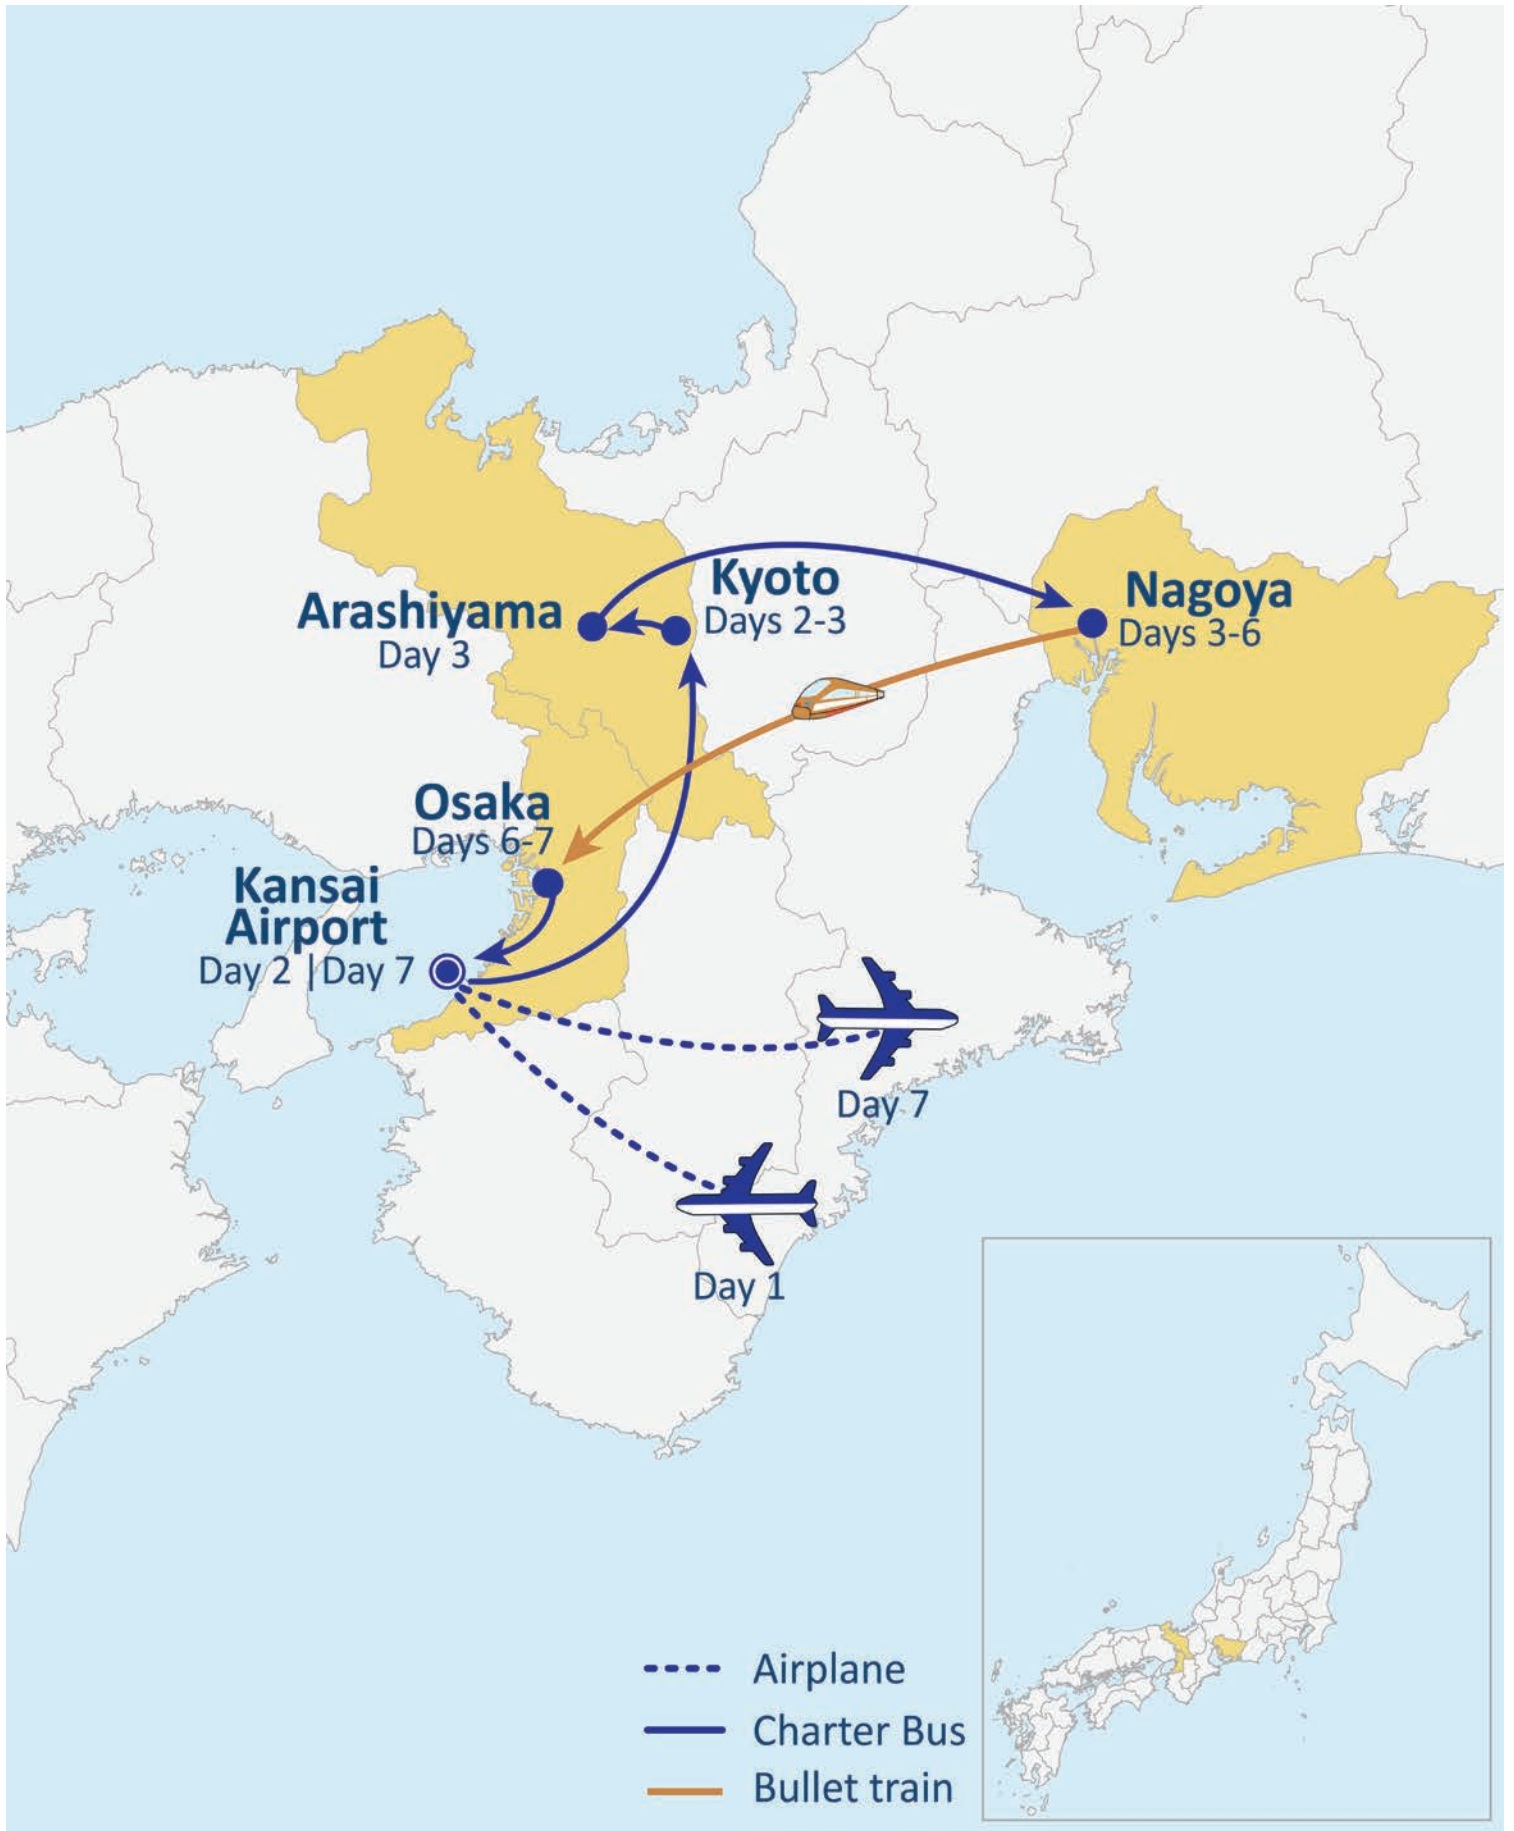 Kyoto
Days 2-3
Arashiyama
Day 3
Nagoya
Days 3-6
Osaka
Days 6-7
Kansai
Airport
Day 2 |Day 7
Day 7
Day 1
Airplane
Charter Bus
Bullet train